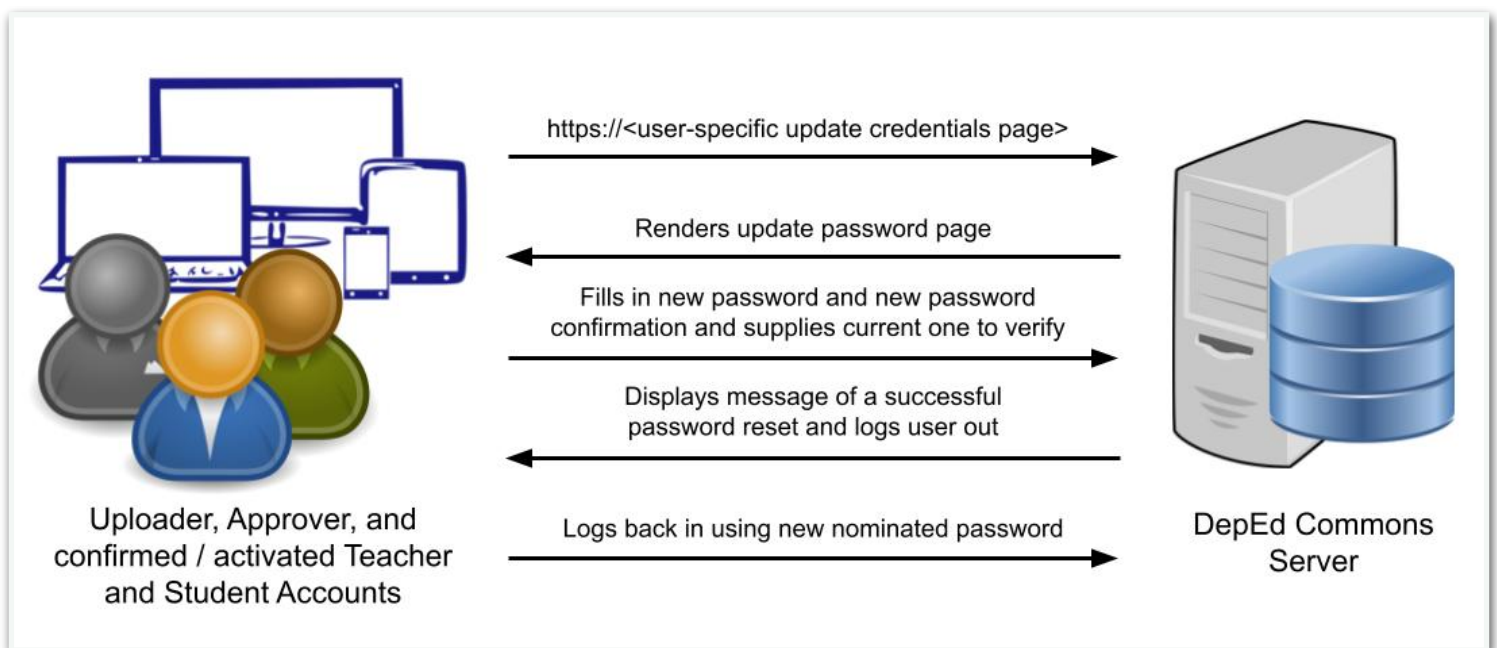 https://<user-specific update credentials page>
Renders update password page
Fills in new password and new password
confirmation and supplies current one to verify
Displays message of a successful
password reset and logs user out
Logs back in using new nominated password
Uploader, Approver, and
confirmed / activated Teacher
and Student Accounts
DepEd Commons
Server